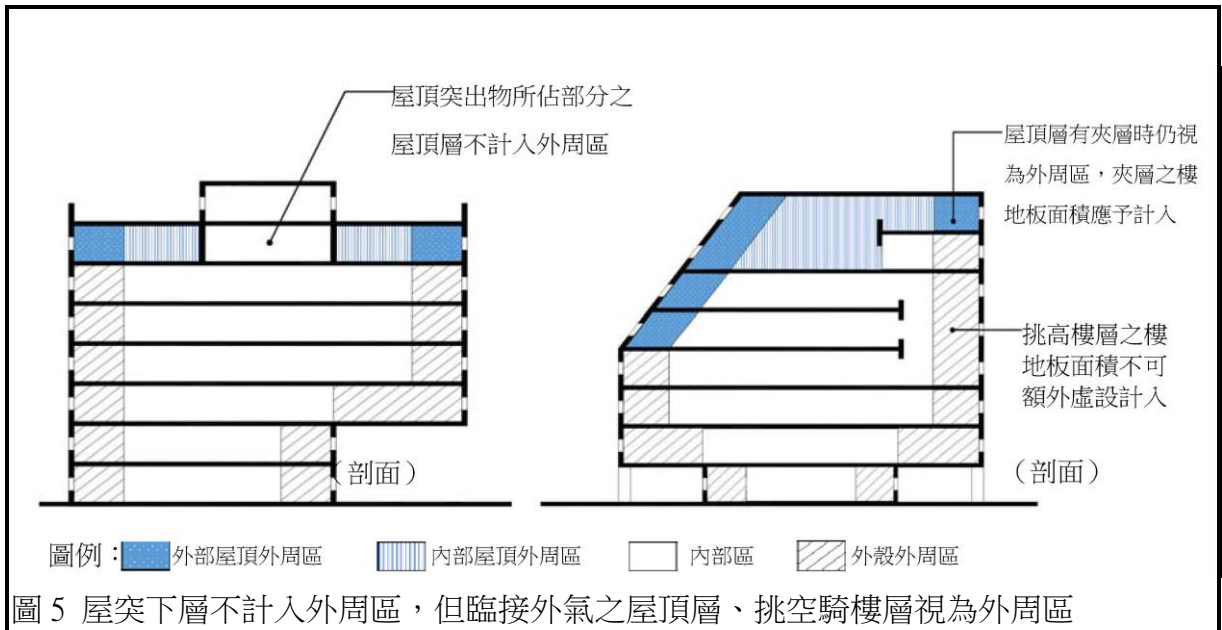 屋頂突出物所佔部分之
屋頂層不計入外周區
屋頂層有夾層時仍視
為外周區，夾層之樓
地板面積應予計入
挑高樓層之樓
地板面積不可
額外虛設計入
（剖面）
（剖面）
圖例：外部屋頂外周區 內部屋頂外周區 內部區 外殼外周區
圖 5 屋突下層不計入外周區，但臨接外氣之屋頂層、挑空騎樓層視為外周區